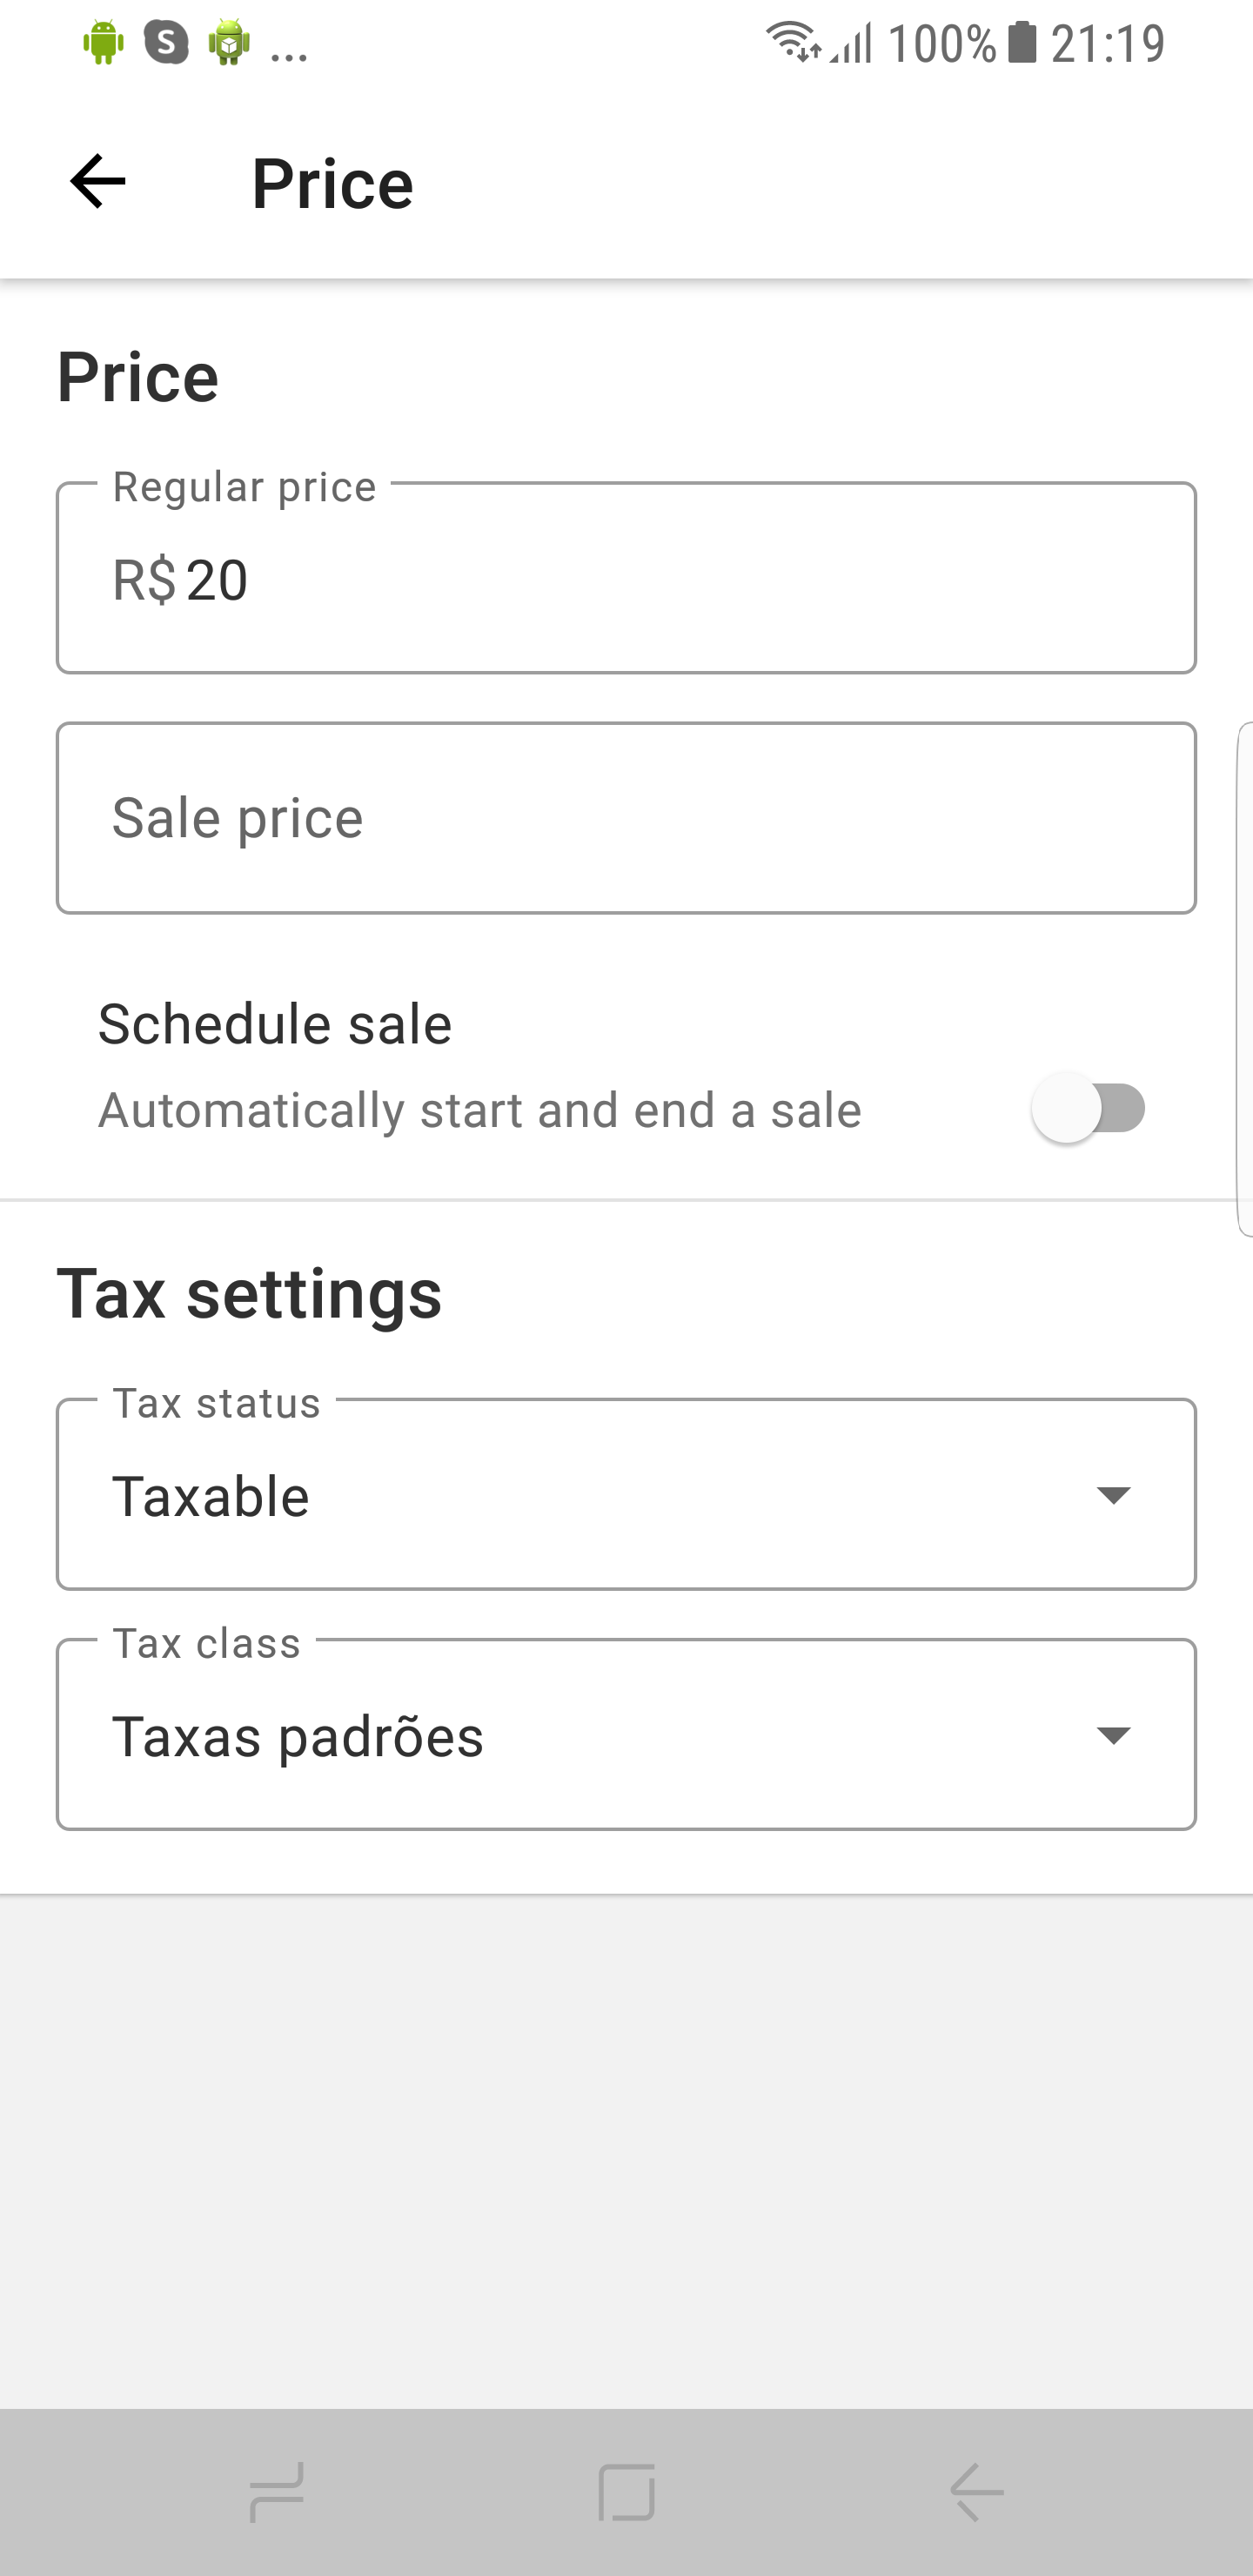 S ... 100% 21:19
Price
Price
Regular price
R$ 20
Sale price
Schedule sale
Automatically start and end a sale
Tax settings
Tax status
Taxable
Tax class
Taxas padrões